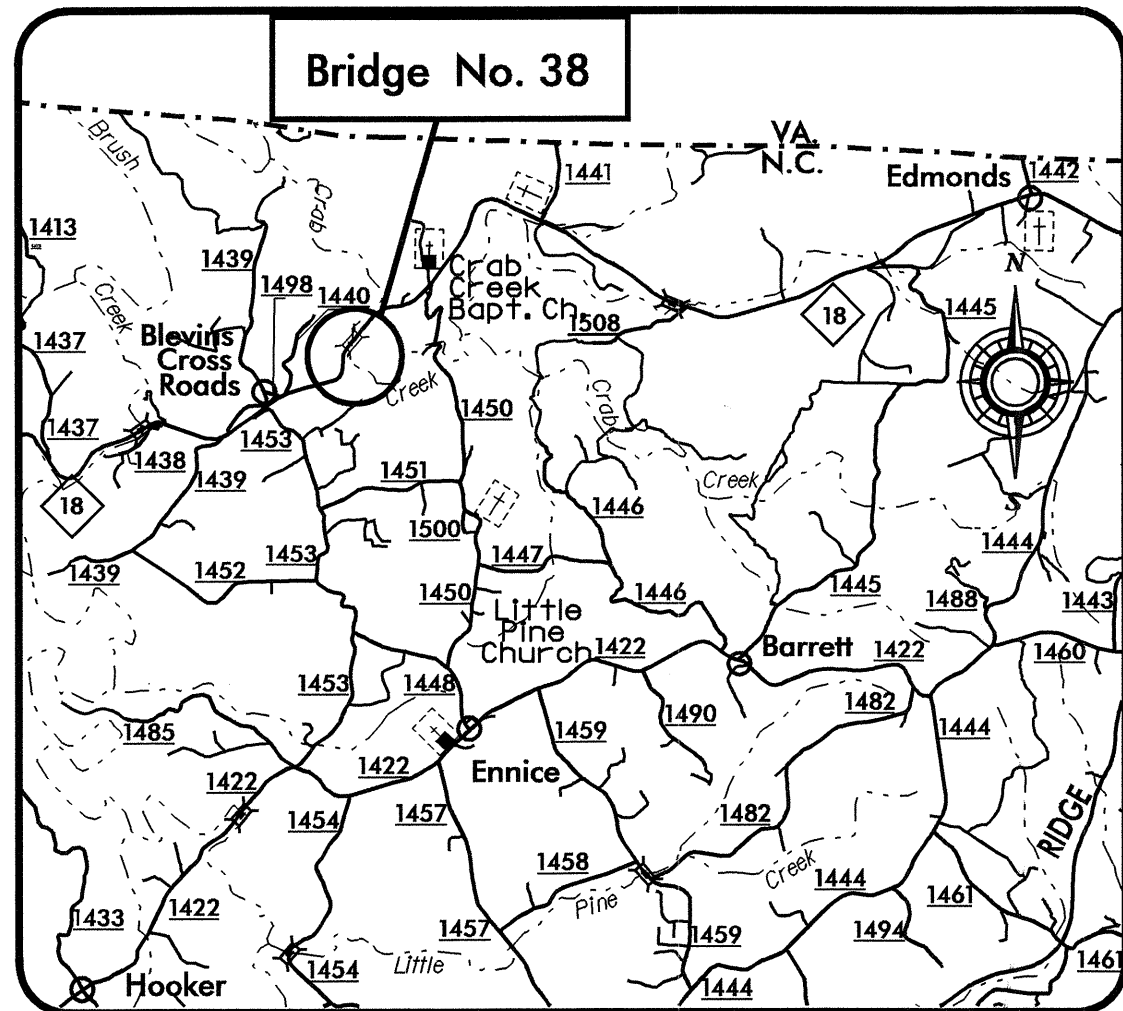 Bridge No. 38
VA.
N.C.
Brush
Crab
1441
Edmonds
1442
1413
1439
1498
1440
Crab
Creek
Bapt. Ch.
N
Creek
1437
Blevins
Cross
Roads
1508
18
1445
Creek
Crab
1450
1437
1453
1438
1439
1451
Creek
18
1500
1446
S
1453
1447
1444
1439
1452
1450
1446
1445
1488
1443
Little
Pine
Church
1422
Barrett
1422
1460
1453
1448
1490
1482
1485
1459
1444
1422
1422
Ennice
1454
1457
1482
RIDGE
1458
Creek
1444
1461
1433
1422
Pine
1457
1459
1494
1454
Little
1461
Hooker
1444